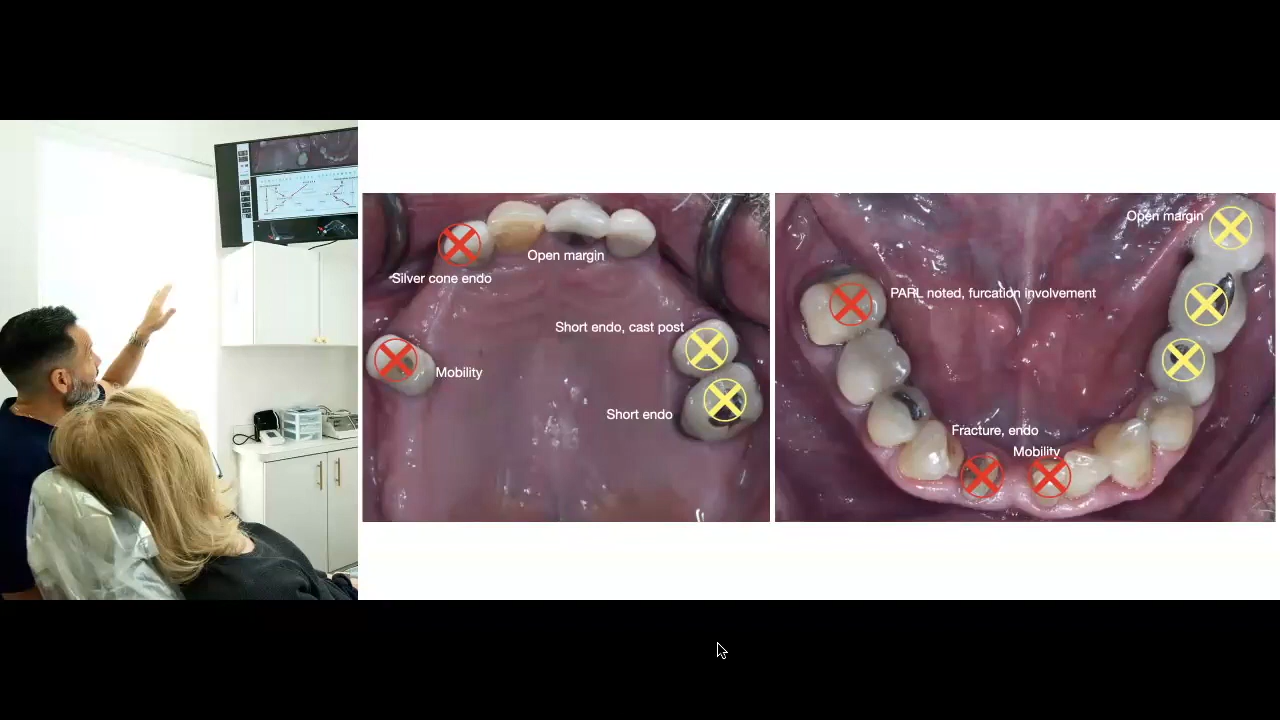 Open margin
Silver cone endo
Short endo, cast post
Mobility
Short endo
Open margin
PARL noted, furcation involvement
Fracture, endo
Mobility